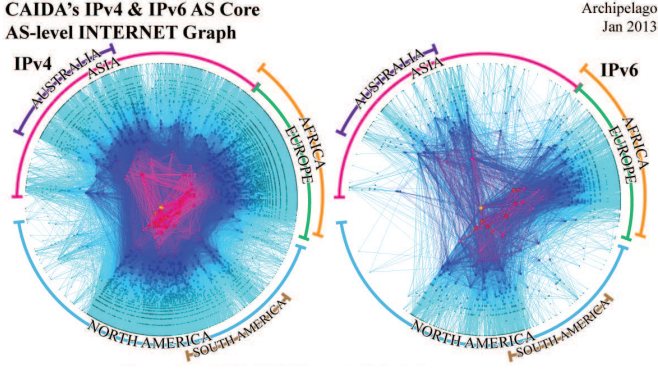 CAIDA's IPv4 & IPv6 AS Core
AS-level INTERNET Graph
Archipelago
Jan 2013
IPv4
AUSTRALIA
ASIA
AFRICA
EUROPE
NORTH AMERICA
SOUTH AMERICA
IPv6
AUSTRALIA
ASIA
AFRICA
EUROPE
NORTH AMERICA
SOUTH AMERICA